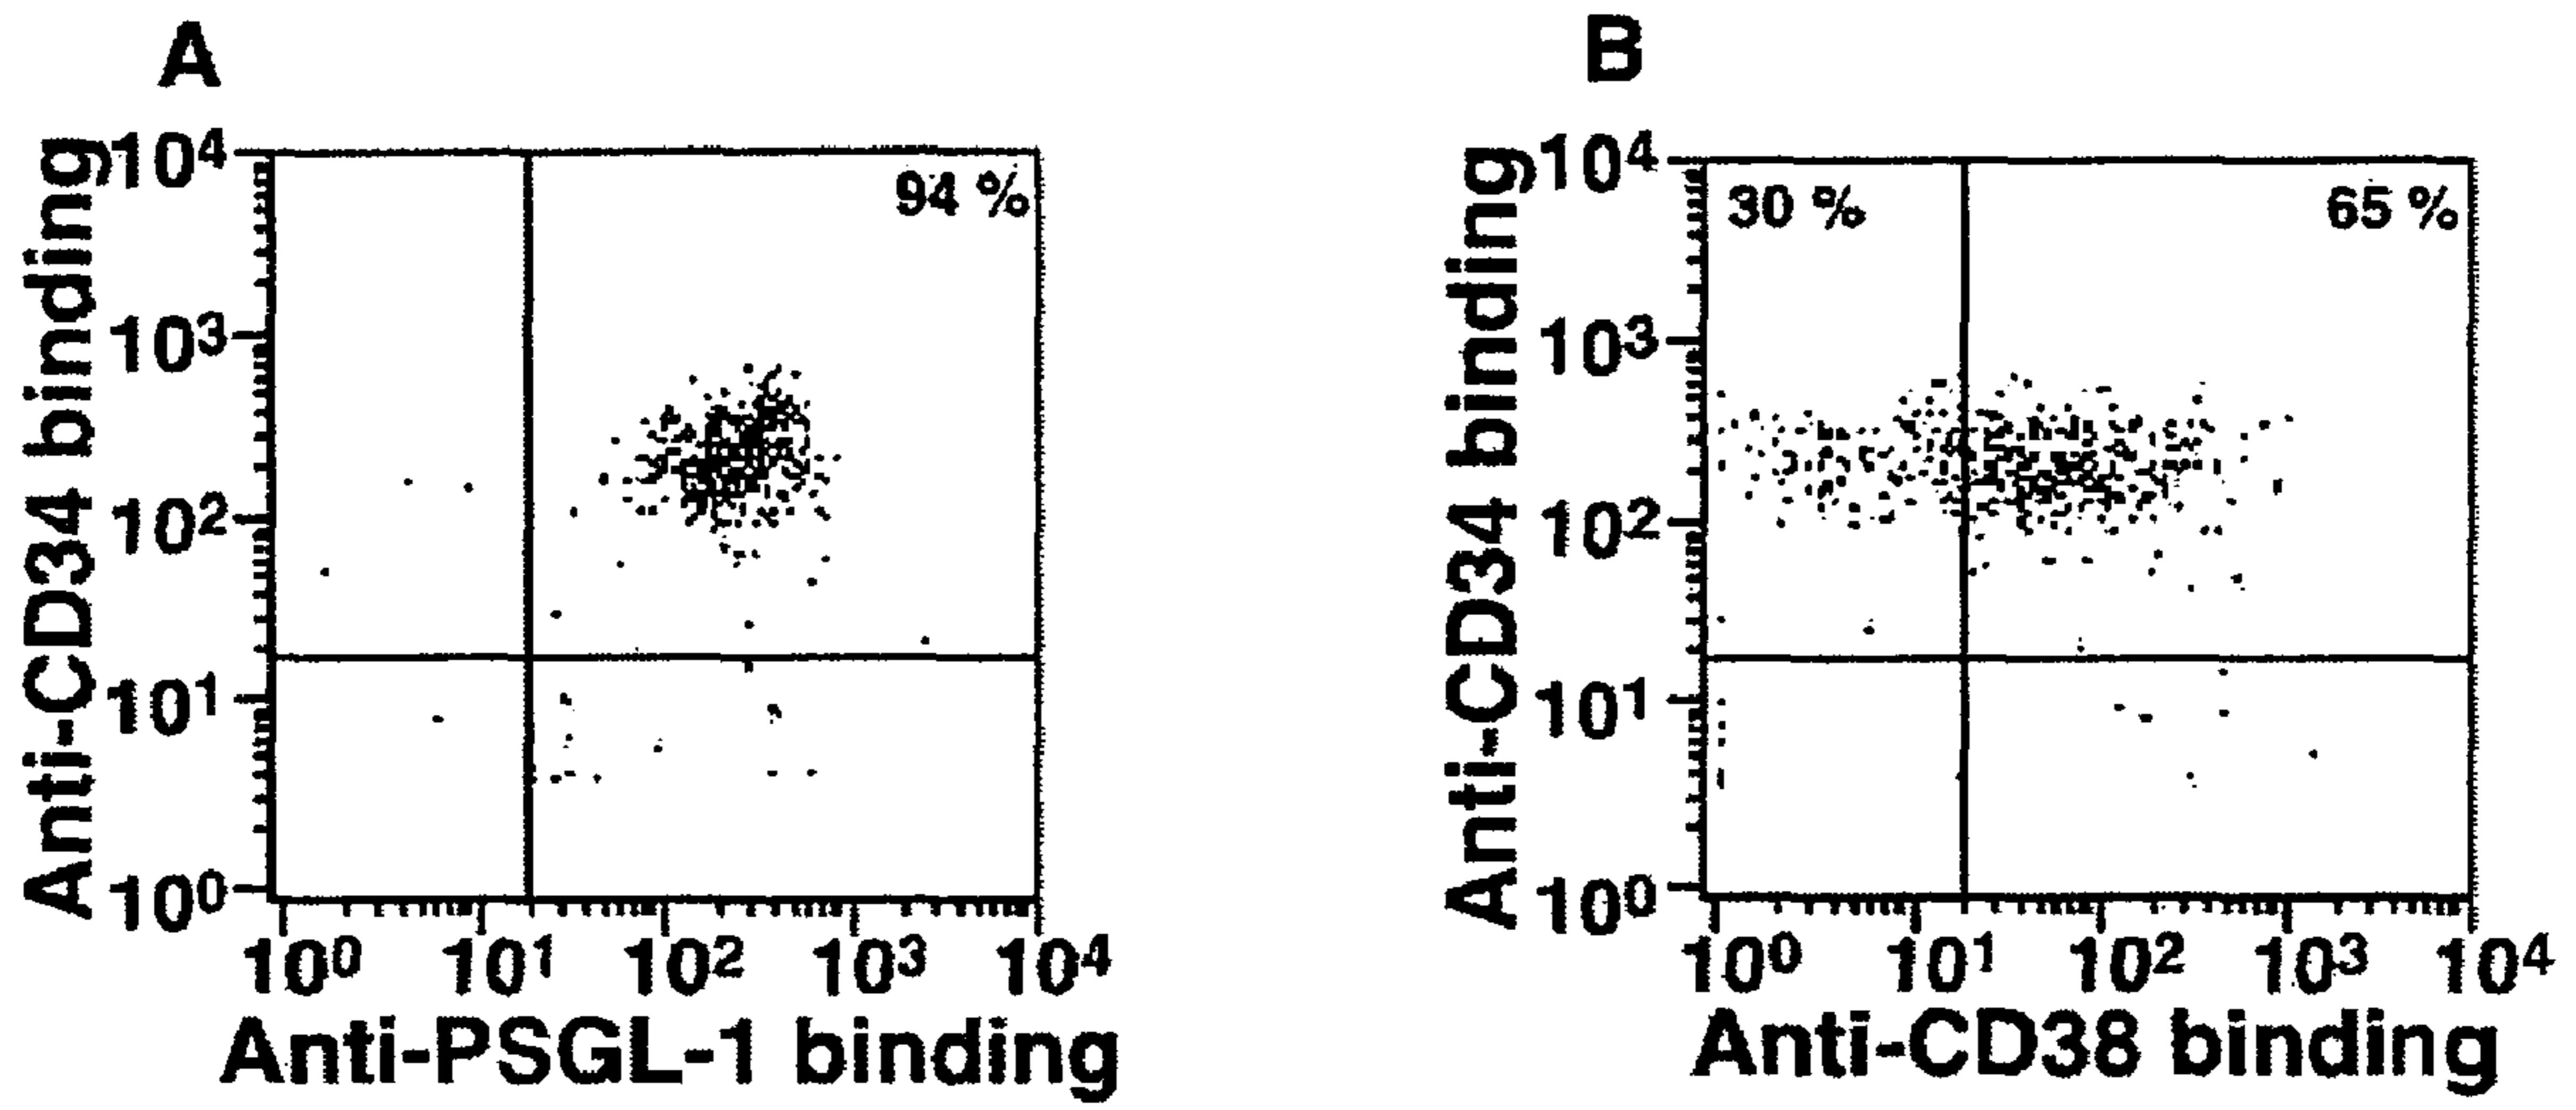 A
Anti-CD34 binding
10⁴
10³
10²
10¹
10⁰
94 %
10⁰ 10¹ 10² 10³ 10⁴
Anti-PSGL-1 binding
B
Anti-CD34 binding
10⁴
10³
10²
10¹
10⁰
30 % 65 %
10⁰ 10¹ 10² 10³ 10⁴
Anti-CD38 binding